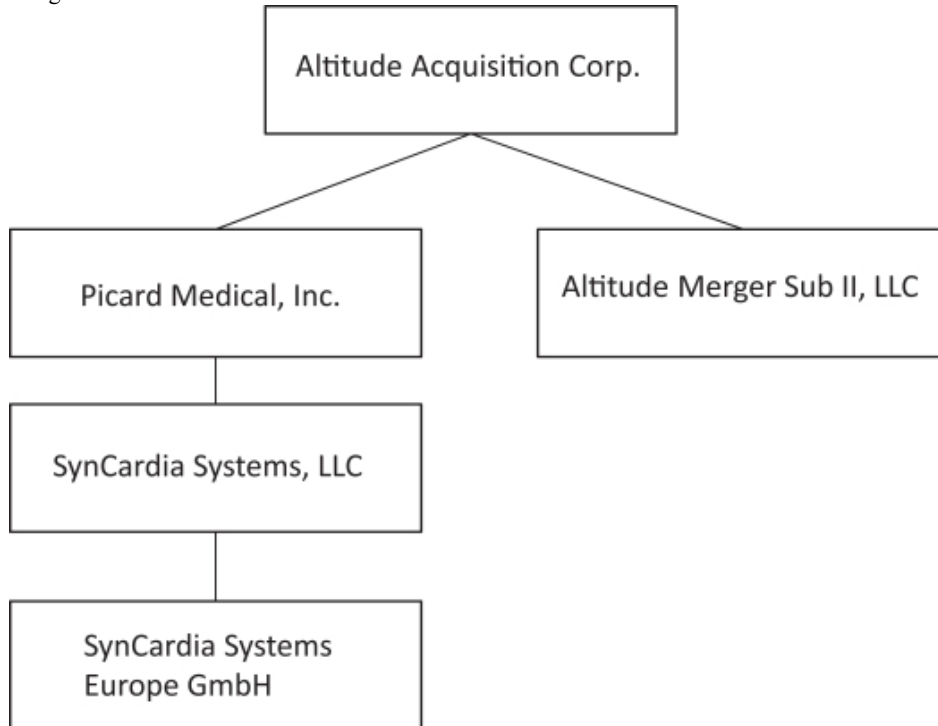 Altitude Acquisition Corp.
Picard Medical, Inc.
Altitude Merger Sub II, LLC
SynCardia Systems, LLC
SynCardia Systems
Europe GmbH